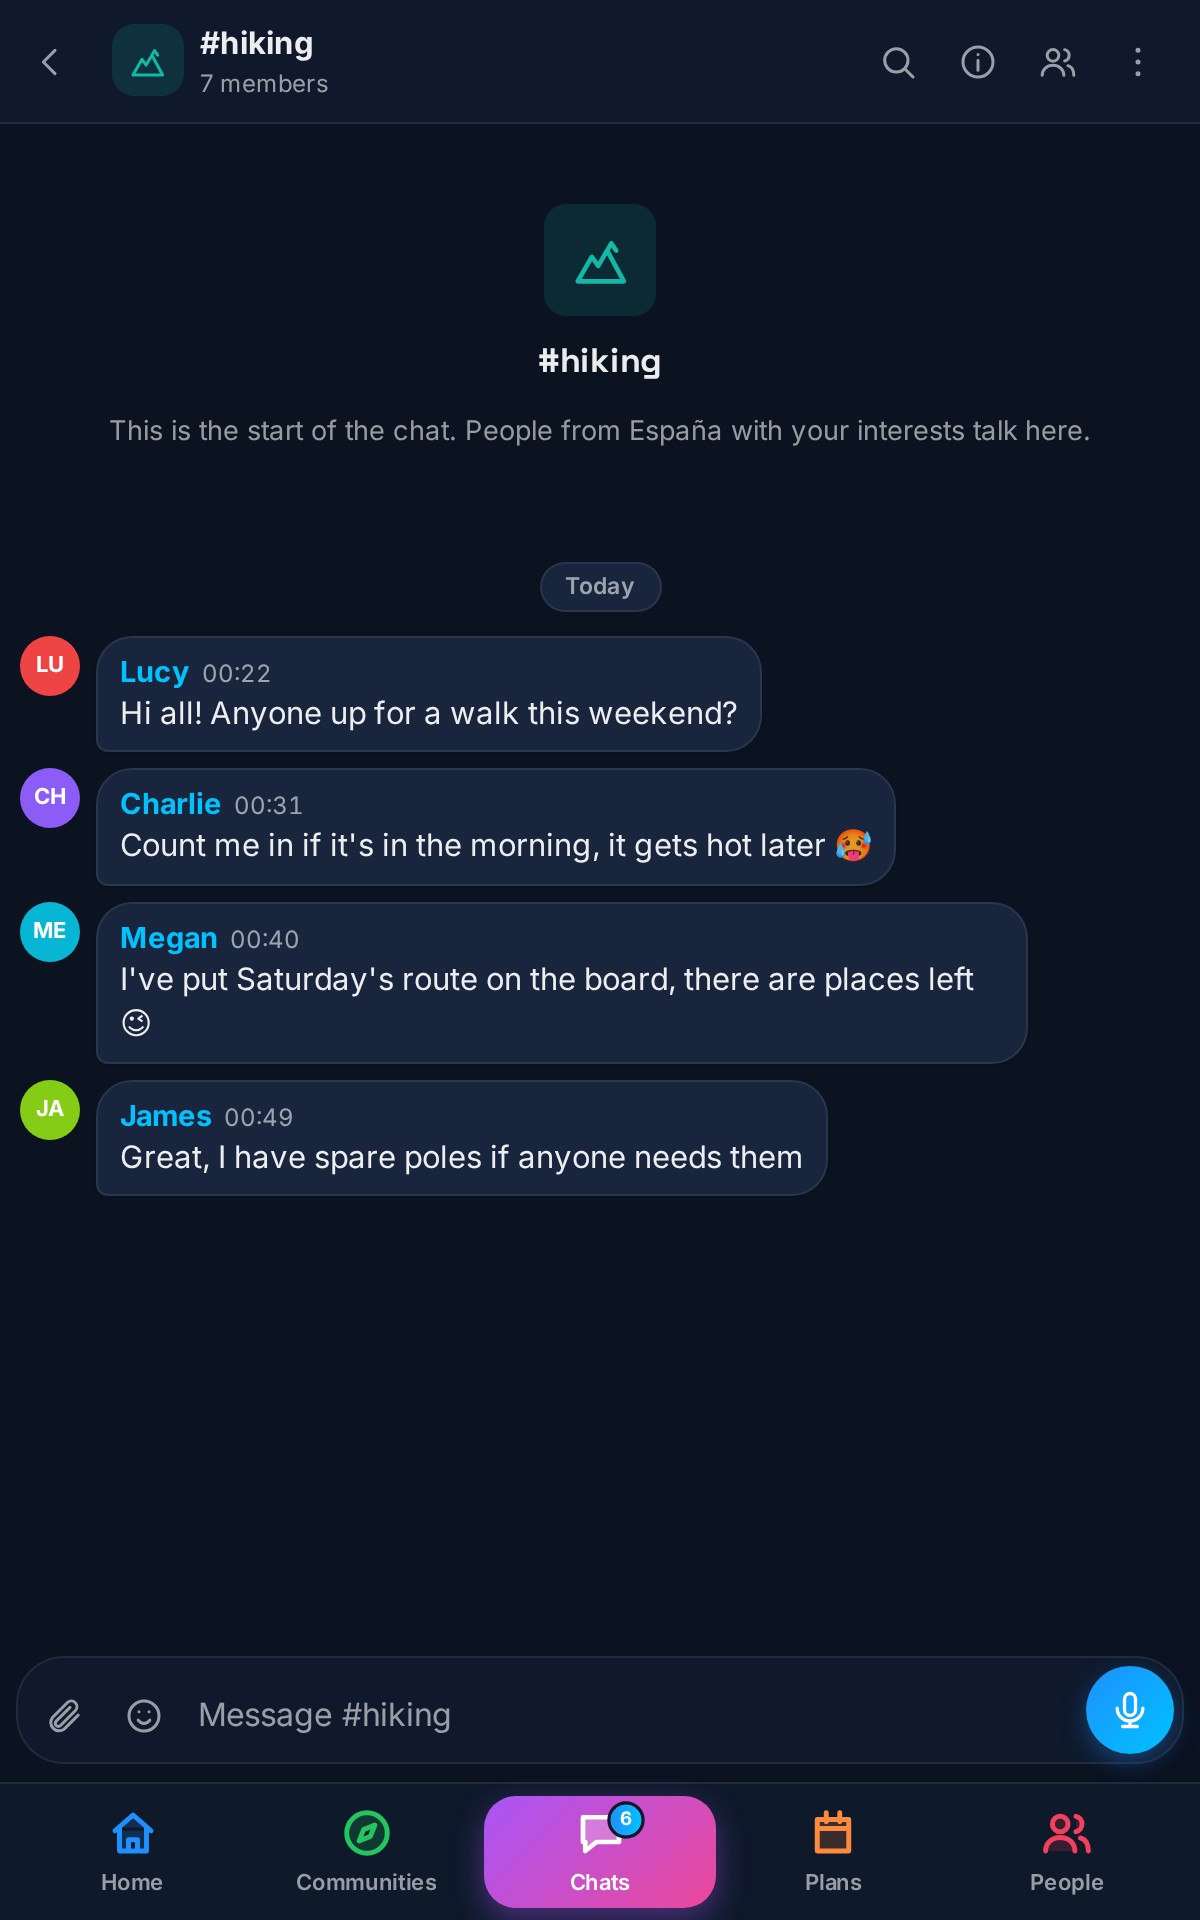 #hiking
7 members
#hiking
This is the start of the chat. People from España with your interests talk here.
Today
LU
Lucy 00:22
Hi all! Anyone up for a walk this weekend?
CH
Charlie 00:31
Count me in if it's in the morning, it gets hot later 🥵
ME
Megan 00:40
I've put Saturday's route on the board, there are places left
😉
JA
James 00:49
Great, I have spare poles if anyone needs them
Message #hiking
6
Home
Communities
Chats
Plans
People